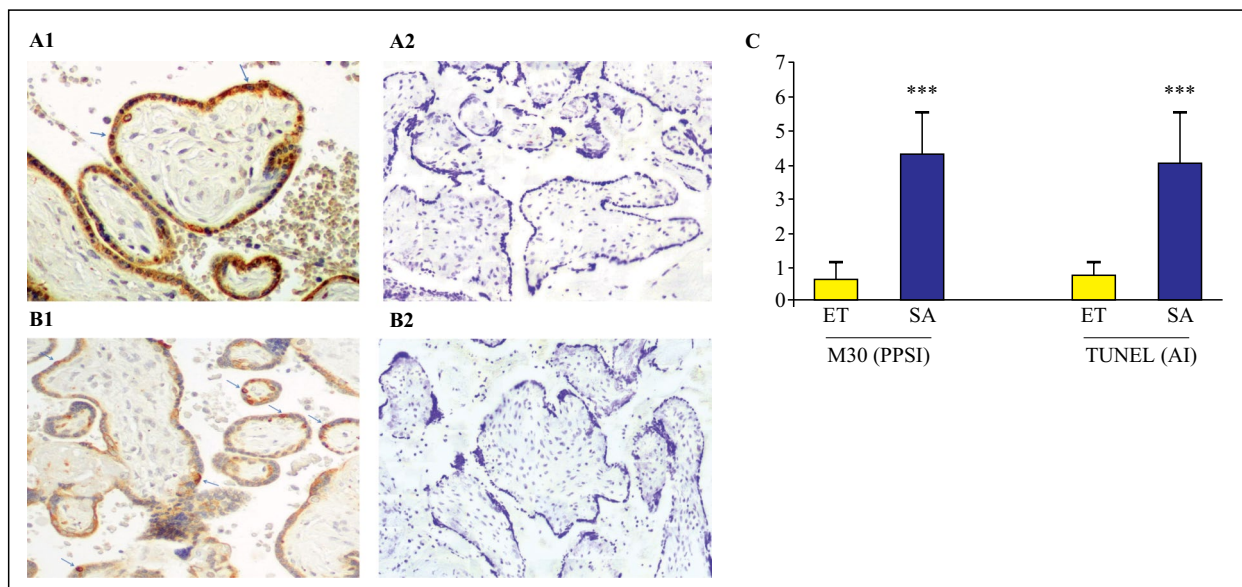 A1
A2
B1
B2
C
7
6
5
4
3
2
1
0
***
***
ET
SA
ET
SA
M30 (PPSI)
TUNEL (AI)